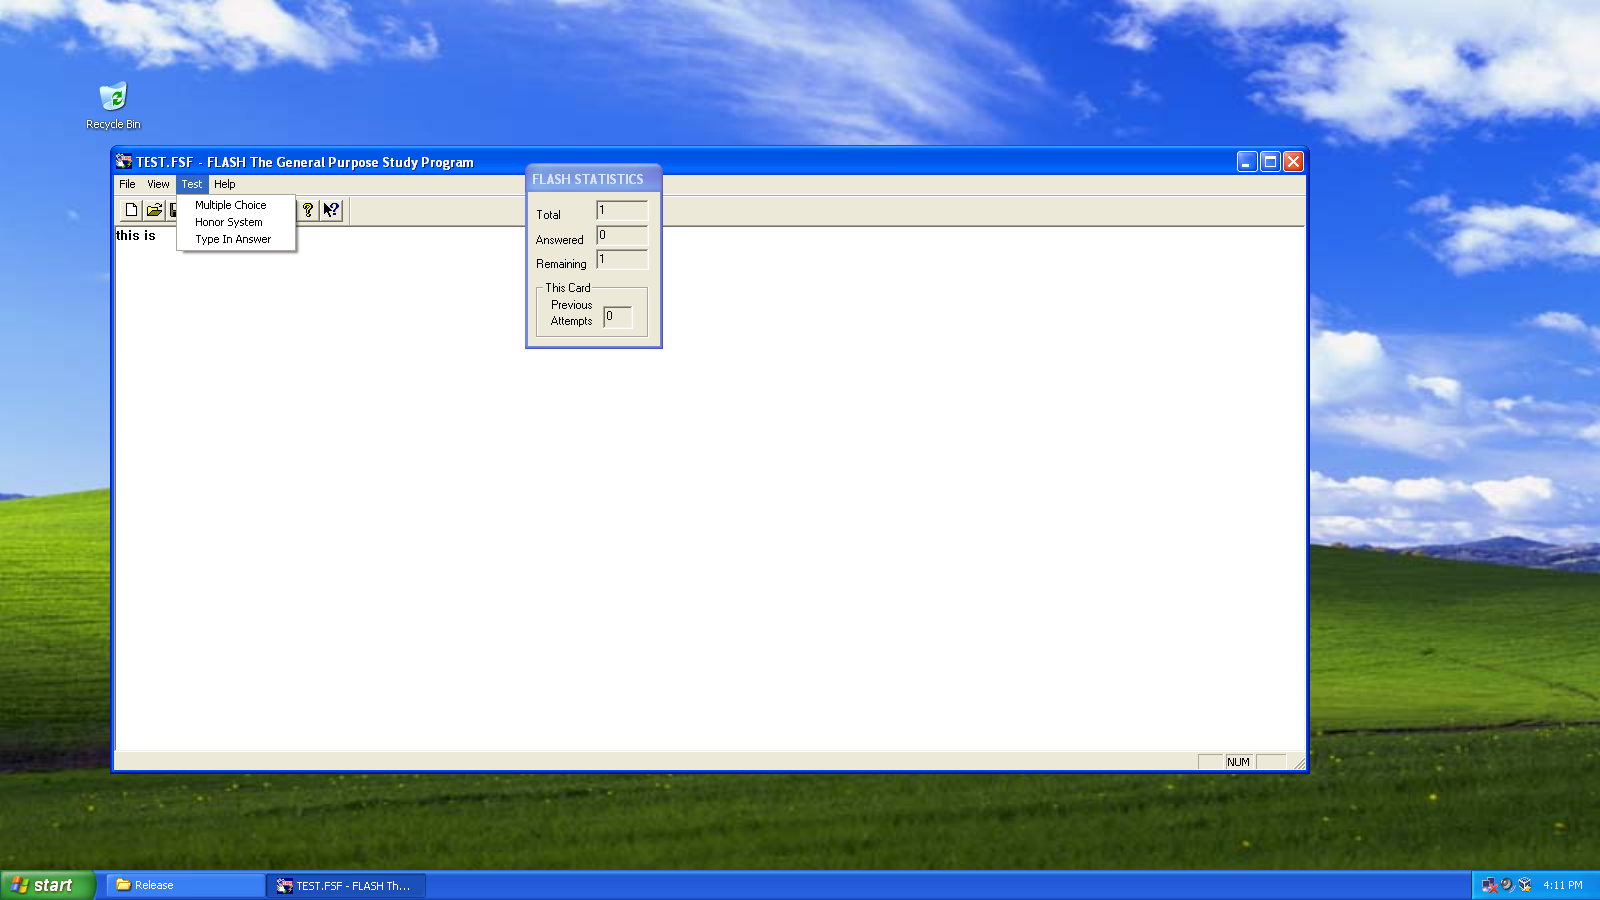 Recycle Bin
TEST.FSF - FLASH The General Purpose Study Program
File View Test Help
Multiple Choice
Honor System
Type In Answer
this is
FLASH STATISTICS
Total 1
Answered 0
Remaining 1
This Card
Previous
Attempts 0
NUM
start
Release
TEST.FSF - FLASH Th...
4:11 PM